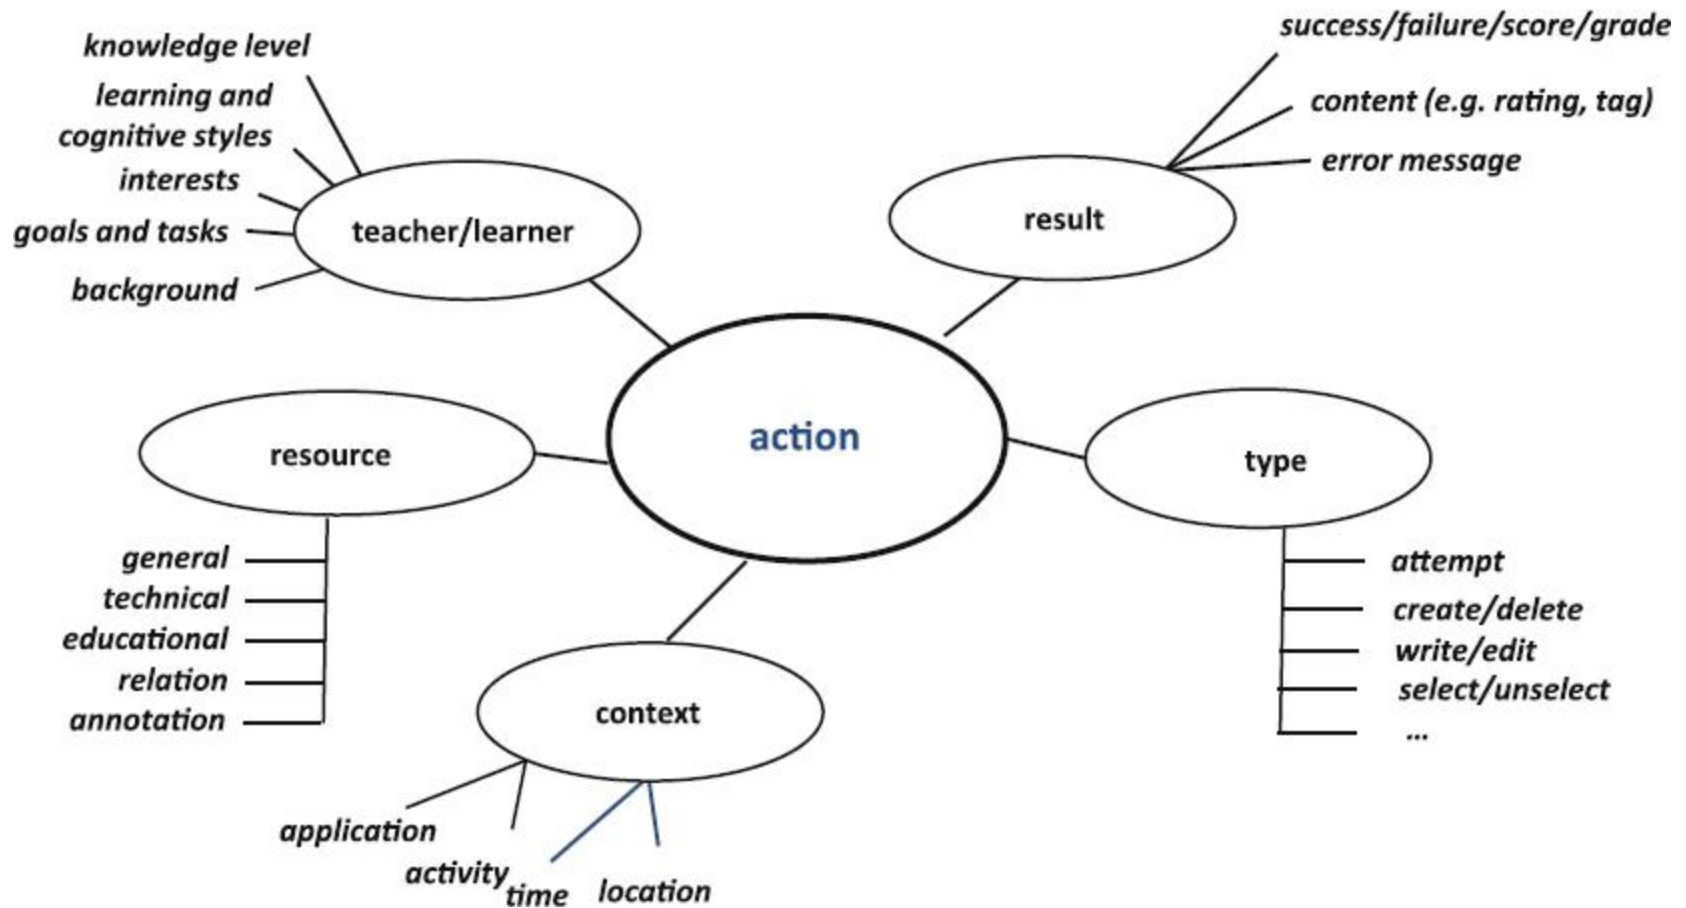 knowledge level
learning and
cognitive styles
interests
goals and tasks
background
teacher/learner
success/failure/score/grade
content (e.g. rating, tag)
error message
result
action
resource
general
technical
educational
relation
annotation
type
attempt
create/delete
write/edit
select/unselect
...
context
application
activity
time
location